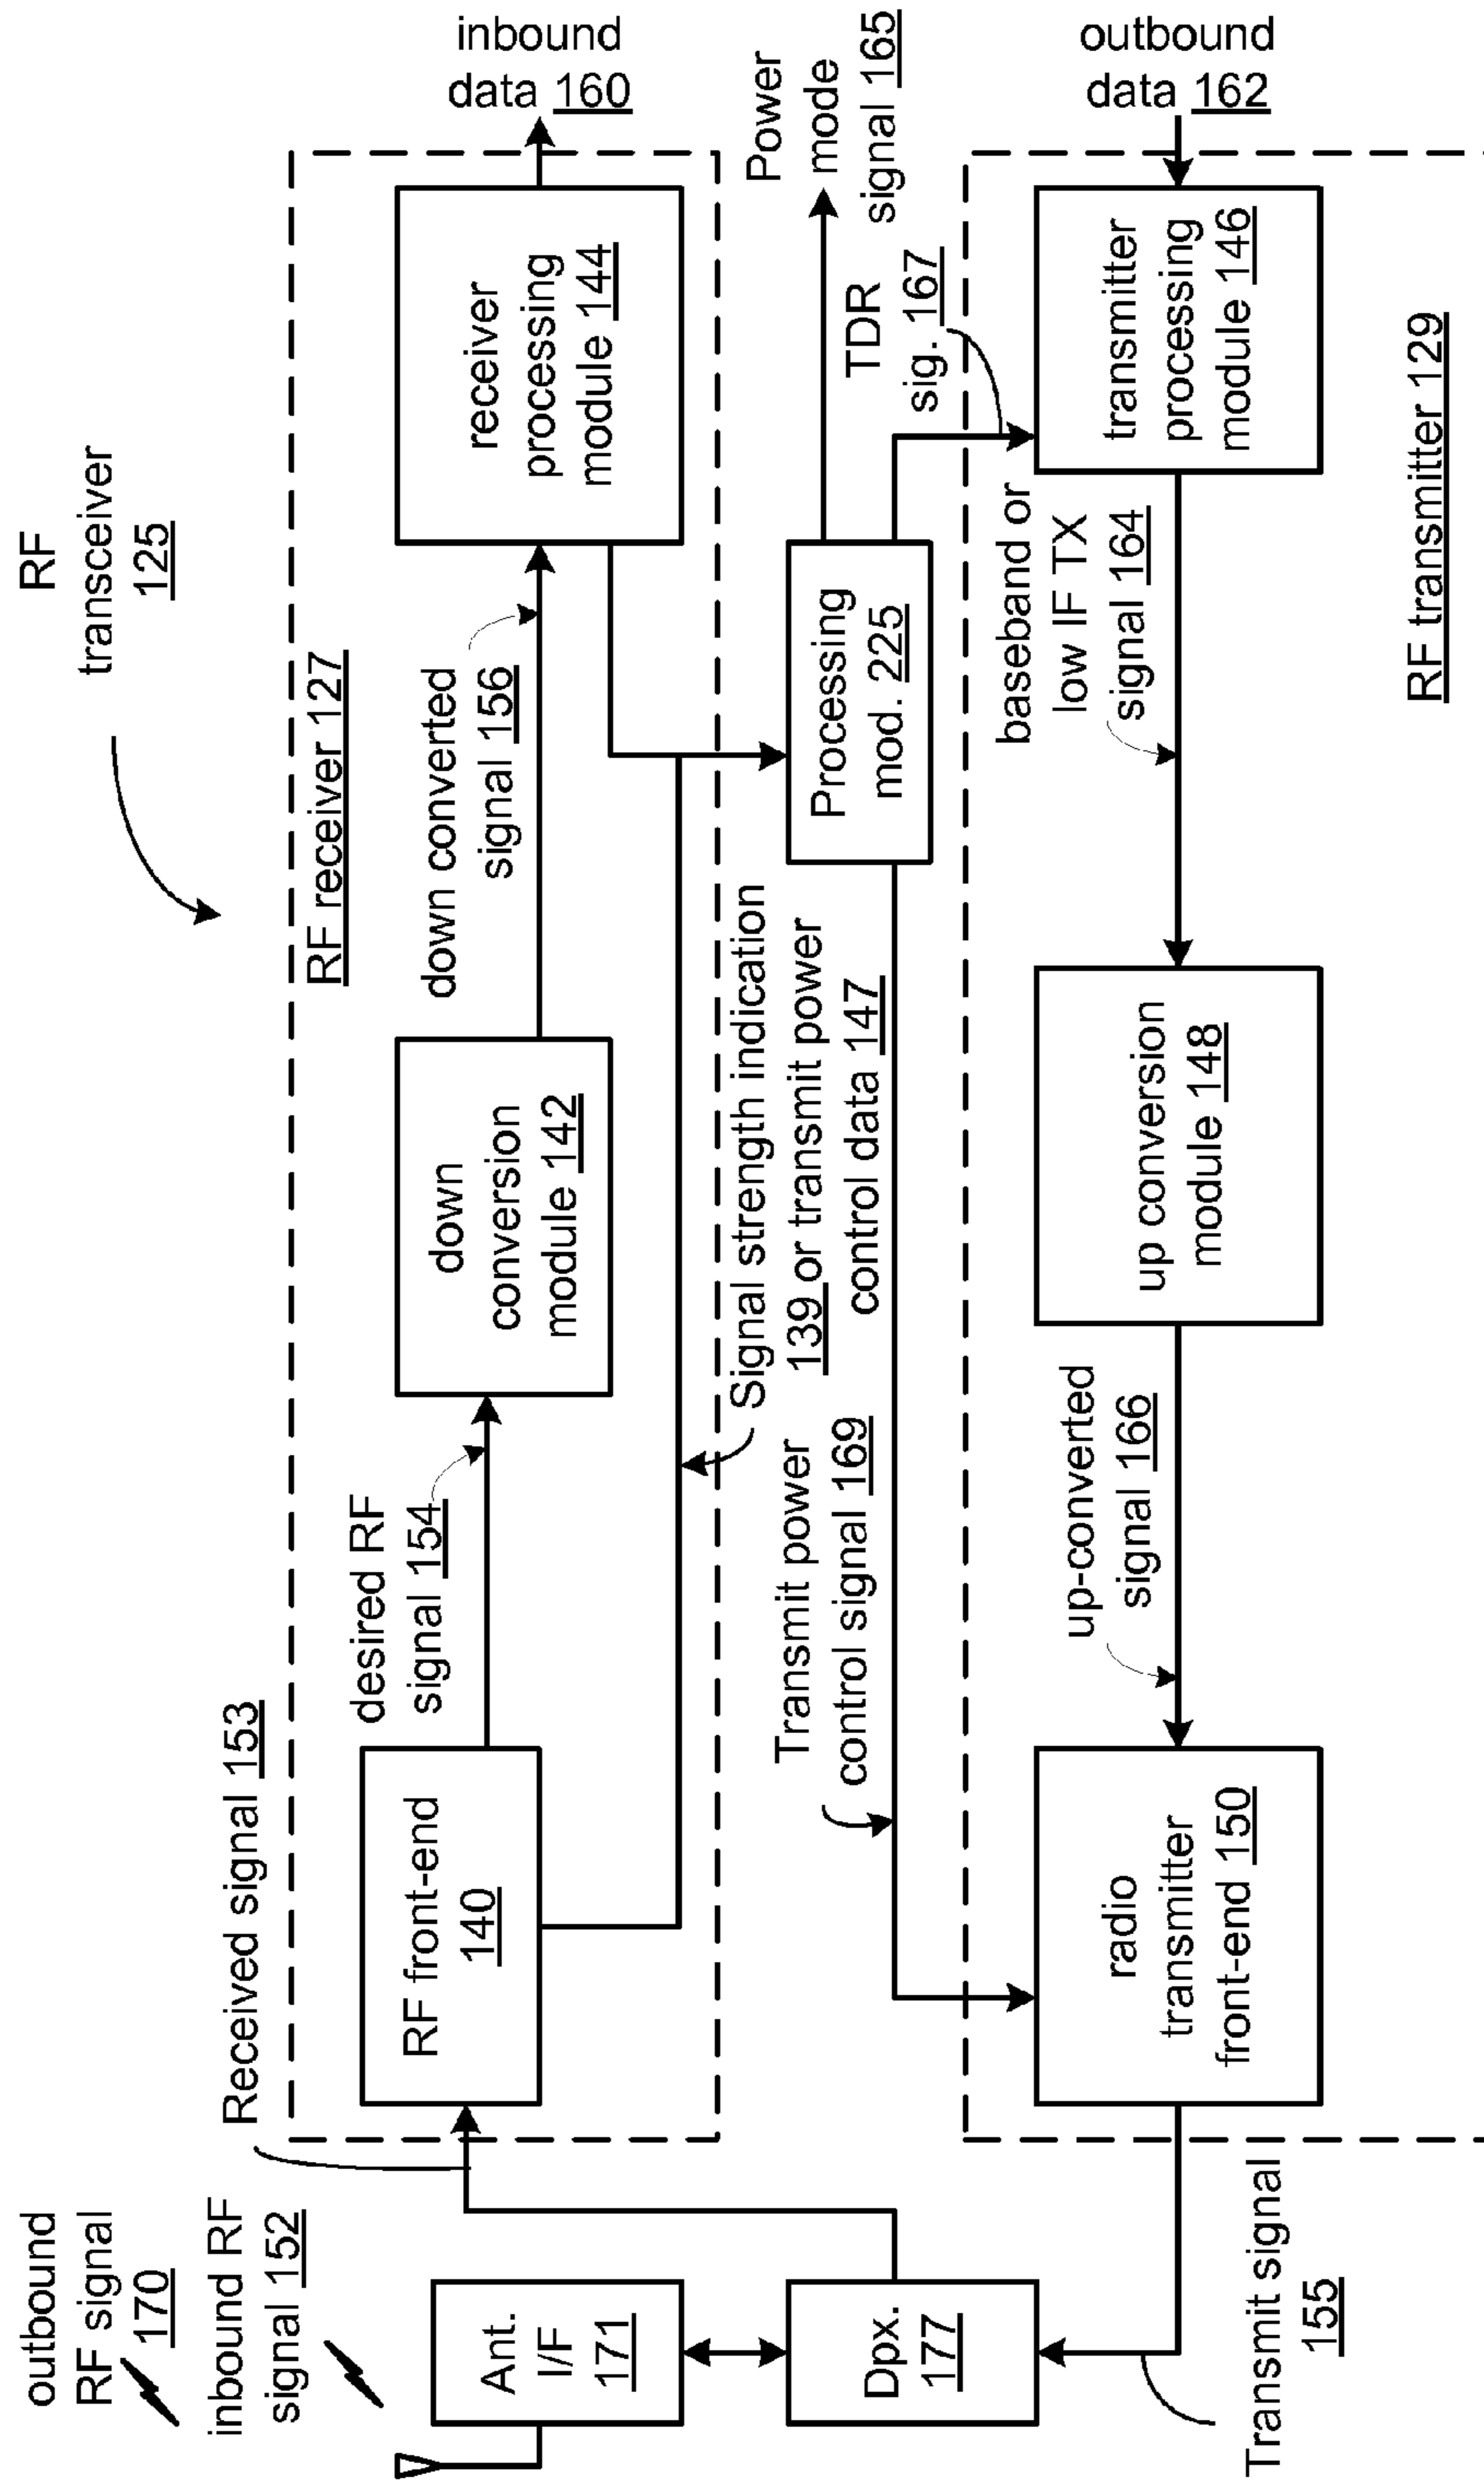 RF
transceiver
125
outbound
RF signal
170
inbound RF
signal 152
Received signal 153
RF receiver 127
desired RF
signal 154
down converted
signal 156
inbound
data 160
RF front-end
140
down
conversion
module 142
receiver
processing
module 144
Ant.
I/F
171
Signal strength indication
139 or transmit power
control data 147
Power
mode
signal 165
Transmit power
control signal 169
Processing
mod. 225
TDR
sig. 167
Dpx.
177
baseband or
low IF TX
signal 164
up-converted
signal 166
outbound
data 162
radio
transmitter
front-end 150
up conversion
module 148
transmitter
processing
module 146
Transmit signal
155
RF transmitter 129